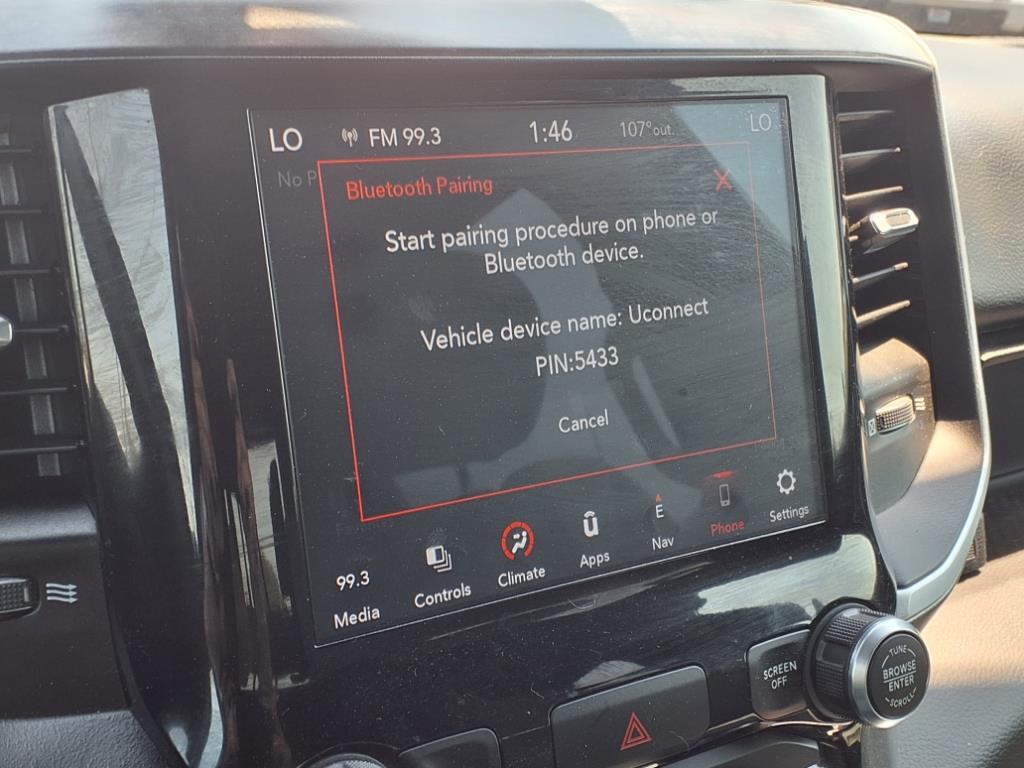 LO FM 99.3 1:46 107° out. LO
No P
Bluetooth Pairing
Start pairing procedure on phone or
Bluetooth device.
Vehicle device name: Uconnect
PIN:5433
Cancel
99.3 E
Media Controls Climate Apps Nav Phone Settings
SCREEN
OFF
TUNE
BROWSE
ENTER
SCROLL